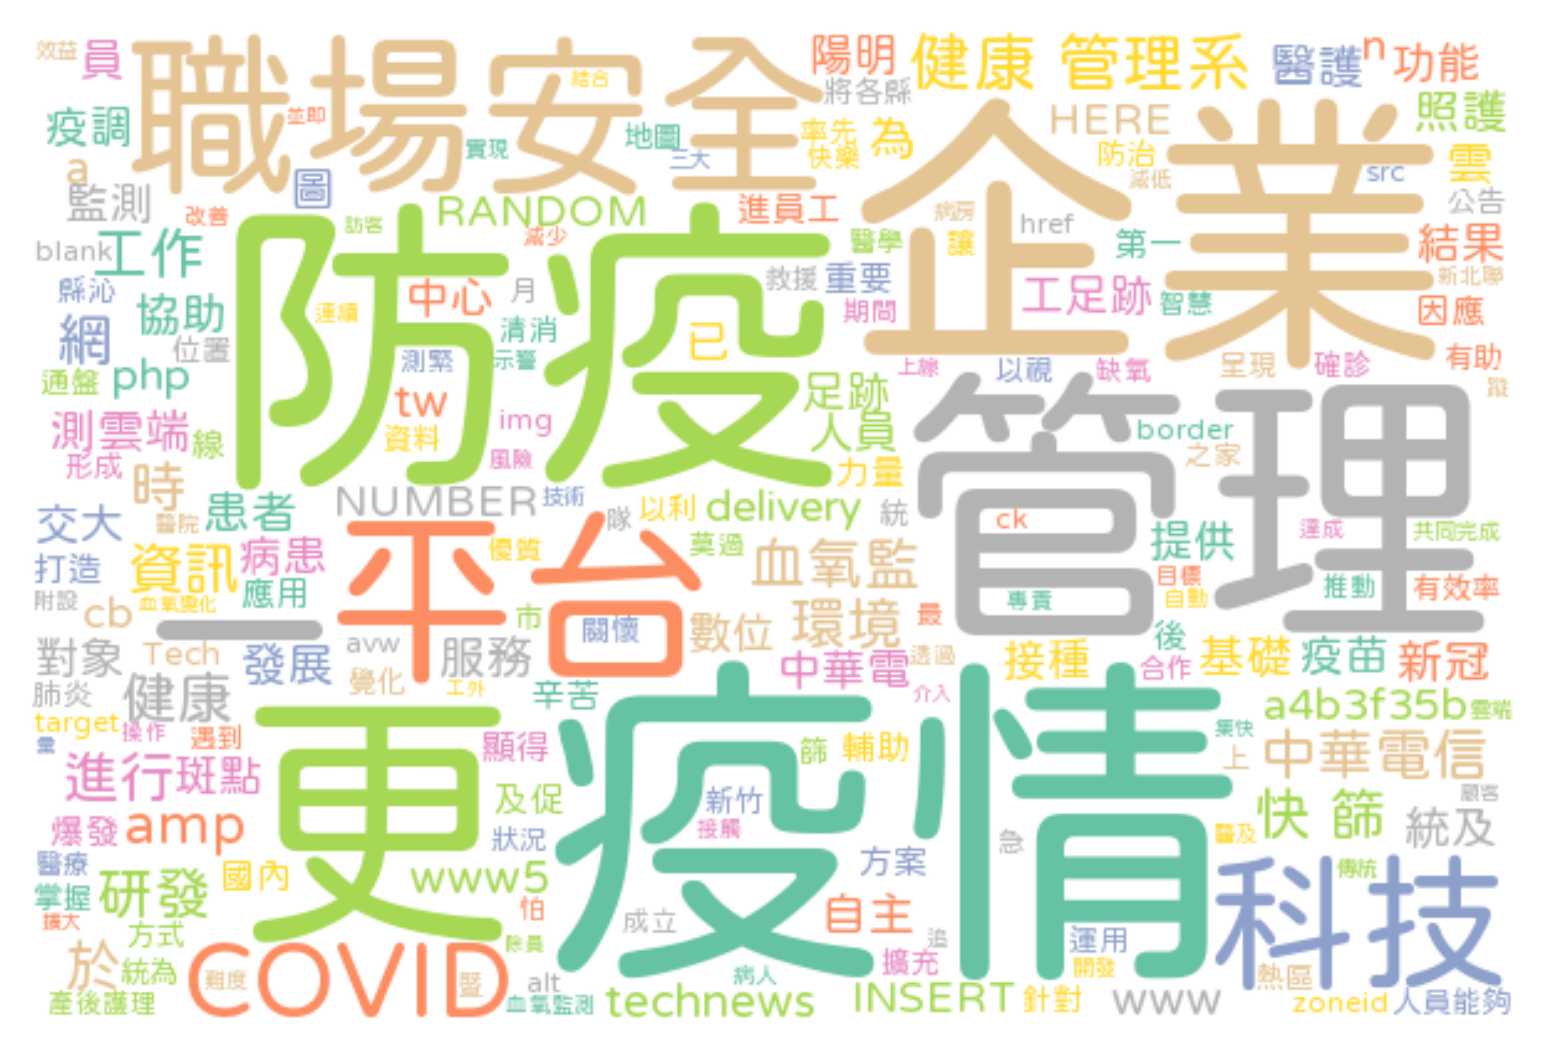 效益
員
職場安全
結合
陽明
健康 管理系
醫護
n
功能
將各縣
疫調
並即
實現
地圖
三大
率先
快樂
為
企業
HERE
防治
減低
src
照護
雲
a
監測
圖
改善
訪客
RANDOM
減少
進員工
醫學
病房
讓
href
第一
公告
結果
新北聯
blank
工作
防疫
縣沁
協助
連續
中心
月
清消
救援
重要
期間
工足跡
智慧
因應
網
位置
測緊
示警
已
上線
以視
缺氧
呈現
確診
有助
通盤
php
tw
資料
img
風險
足跡
人員
管理
border
之家
測雲端
線
形成
時
力量
NUMBER
技術
以利
delivery
統
ck
提供
達成
共同完成
交大
醫院
患者
隊
平台
優質
莫過
血氧監
目標
自動
打造
資訊
病患
應用
附設
cb
血氧變化
一
市
關懷
數位
環境
最
專責
推動
有效率
對象
Tech
發展
avw
服務
覺化
工外
中華電
透過
接種
後
合作
基礎
疫苗
新冠
肺炎
健康
辛苦
介入
a4b3f35b
雲端
target
操作
量
遇到
更
疫情
顯得
篩
輔助
集快
上
中華電信
進行
斑點
及促
新竹
接觸
顧客
爆發
amp
狀況
急
醫及
快 篩
統及
醫療
掌握
擴大
研發
國內
www5
怕
方案
傳統
科技
方式
成立
自主
追
運用
於
統為
COVID
難度
暨
除員
alt
病人
擴充
開發
熱區
產後護理
血氧監測
technews
INSERT
針對
www
zoneid
人員能夠